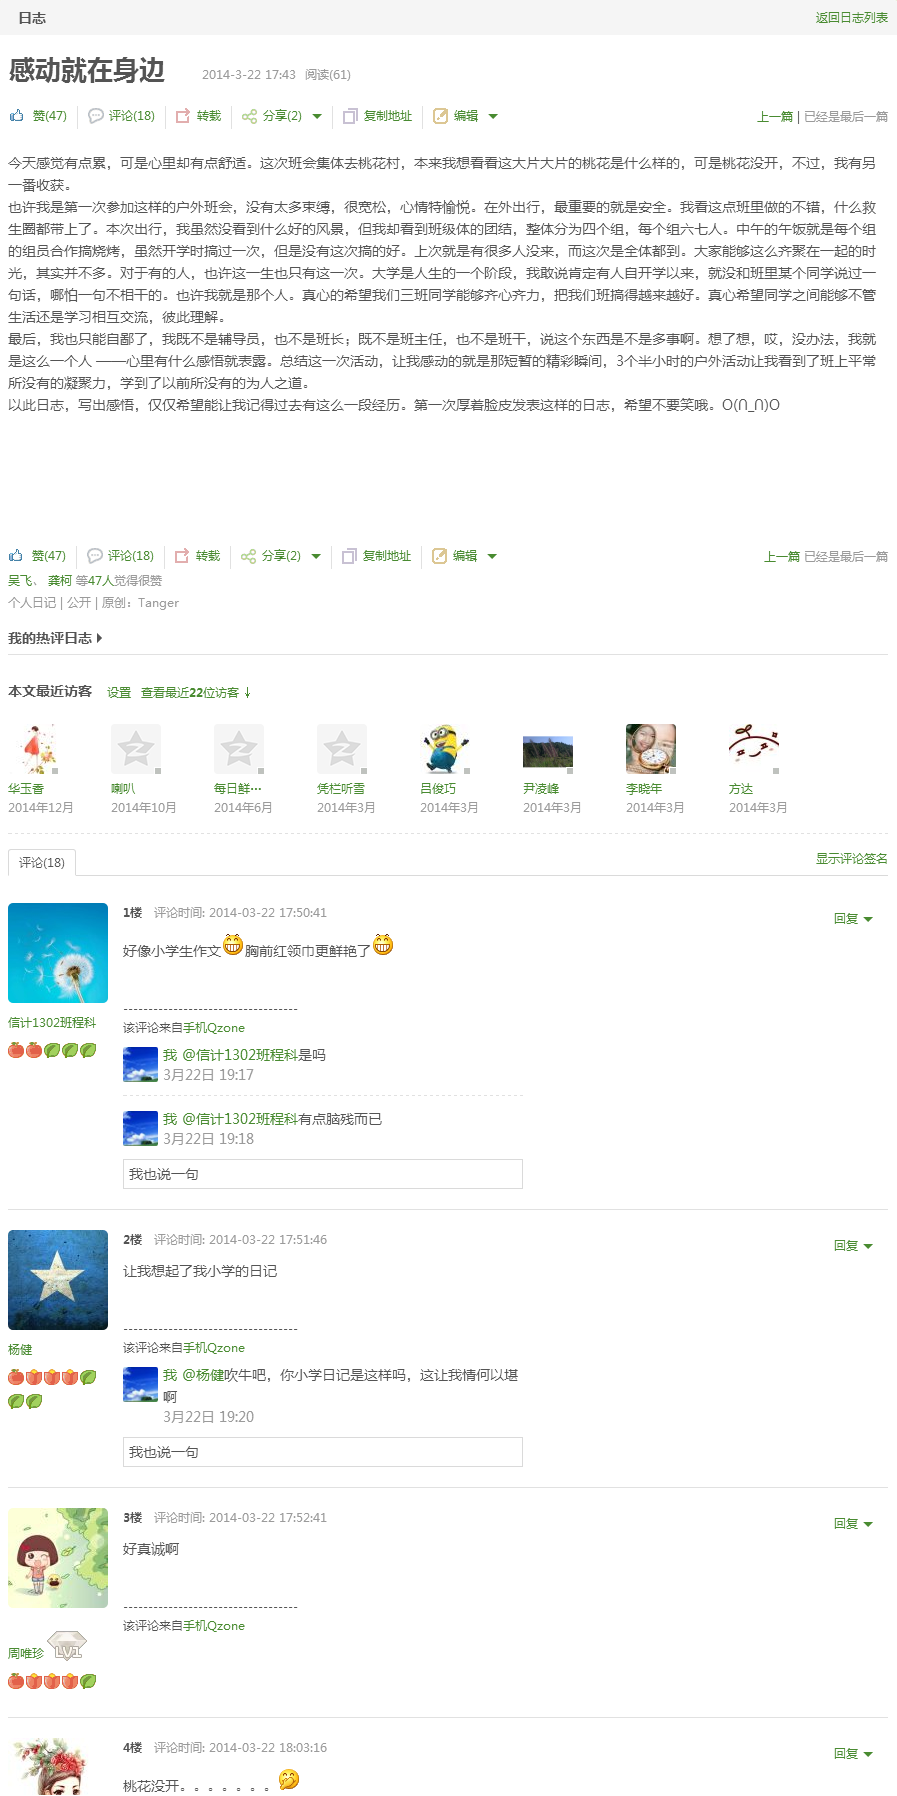 日志
返回日志列表
感动就在身边 2014-3-22 17:43 阅读(61)
赞(47) 评论(18) 转载 分享(2) 复制地址 编辑 上一篇 | 已经是最后一篇
今天感觉有点累，可是心里却有点舒适。这次班会集体去桃花村，本来我想看看这大片大片的桃花是什么样的，可是桃花没开，不过，我有另
一番收获。
也许我是第一次参加这样的户外班会，没有太多束缚，很宽松，心情特愉悦。在外出行，最重要的就是安全。我看这点班里做的不错，什么救
生圈都带上了。本次出行，我虽然没看到什么好的风景，但我却看到班级体的团结，整体分为四个组，每个组六七人。中午的午饭就是每个组
的组员合作搞烧烤，虽然开学时搞过一次，但是没有这次搞的好。上次就是有很多人没来，而这次是全体都到。大家能够这么齐聚在一起的时
光，其实并不多。对于有的人，也许这一生也只有这一次。大学是人生的一个阶段，我敢说肯定有人自开学以来，就没和班里某个同学说过一
句话，哪怕一句不相干的。也许我就是那个人。真心的希望我们三班同学能够齐心齐力，把我们班搞得越来越好。真心希望同学之间能够不管
生活还是学习相互交流，彼此理解。
最后，我也只能自鄙了，我既不是辅导员，也不是班长；既不是班主任，也不是班干，说这个东西是不是多事啊。想了想，哎，没办法，我就
是这么一个人 ——心里有什么感悟就表露。总结这一次活动，让我感动的就是那短暂的精彩瞬间，3个半小时的户外活动让我看到了班上平常
所没有的凝聚力，学到了以前所没有的为人之道。
以此日志，写出感悟，仅仅希望能让我记得过去有这么一段经历。第一次厚着脸皮发表这样的日志，希望不要笑哦。O(∩_∩)O
赞(47) 评论(18) 转载 分享(2) 复制地址 编辑 上一篇 已经是最后一篇
吴飞、 龚柯 等47人觉得很赞
个人日记 | 公开 | 原创：Tanger
我的热评日志
本文最近访客 设置 查看最近22位访客↓
华玉香 喇叭 每日鲜… 凭栏听雪 吕俊巧 尹凌峰 李晓年 方达
2014年12月 2014年10月 2014年6月 2014年3月 2014年3月 2014年3月 2014年3月 2014年3月
评论(18) 显示评论签名
1楼 评论时间: 2014-03-22 17:50:41 回复
好像小学生作文 胸前红领巾更鲜艳了
-----------------------------------
该评论来自手机Qzone
信计1302班程科
我 @信计1302班程科是吗
3月22日 19:17
我 @信计1302班程科有点脑残而已
3月22日 19:18
我也说一句
2楼 评论时间: 2014-03-22 17:51:46 回复
让我想起了我小学的日记
-----------------------------------
该评论来自手机Qzone
杨健
我 @杨健吹牛吧，你小学日记是这样吗，这让我情何以堪
啊
3月22日 19:20
我也说一句
3楼 评论时间: 2014-03-22 17:52:41 回复
好真诚啊
-----------------------------------
该评论来自手机Qzone
周唯珍 LV1
4楼 评论时间: 2014-03-22 18:03:16 回复
桃花没开。。。。。。。